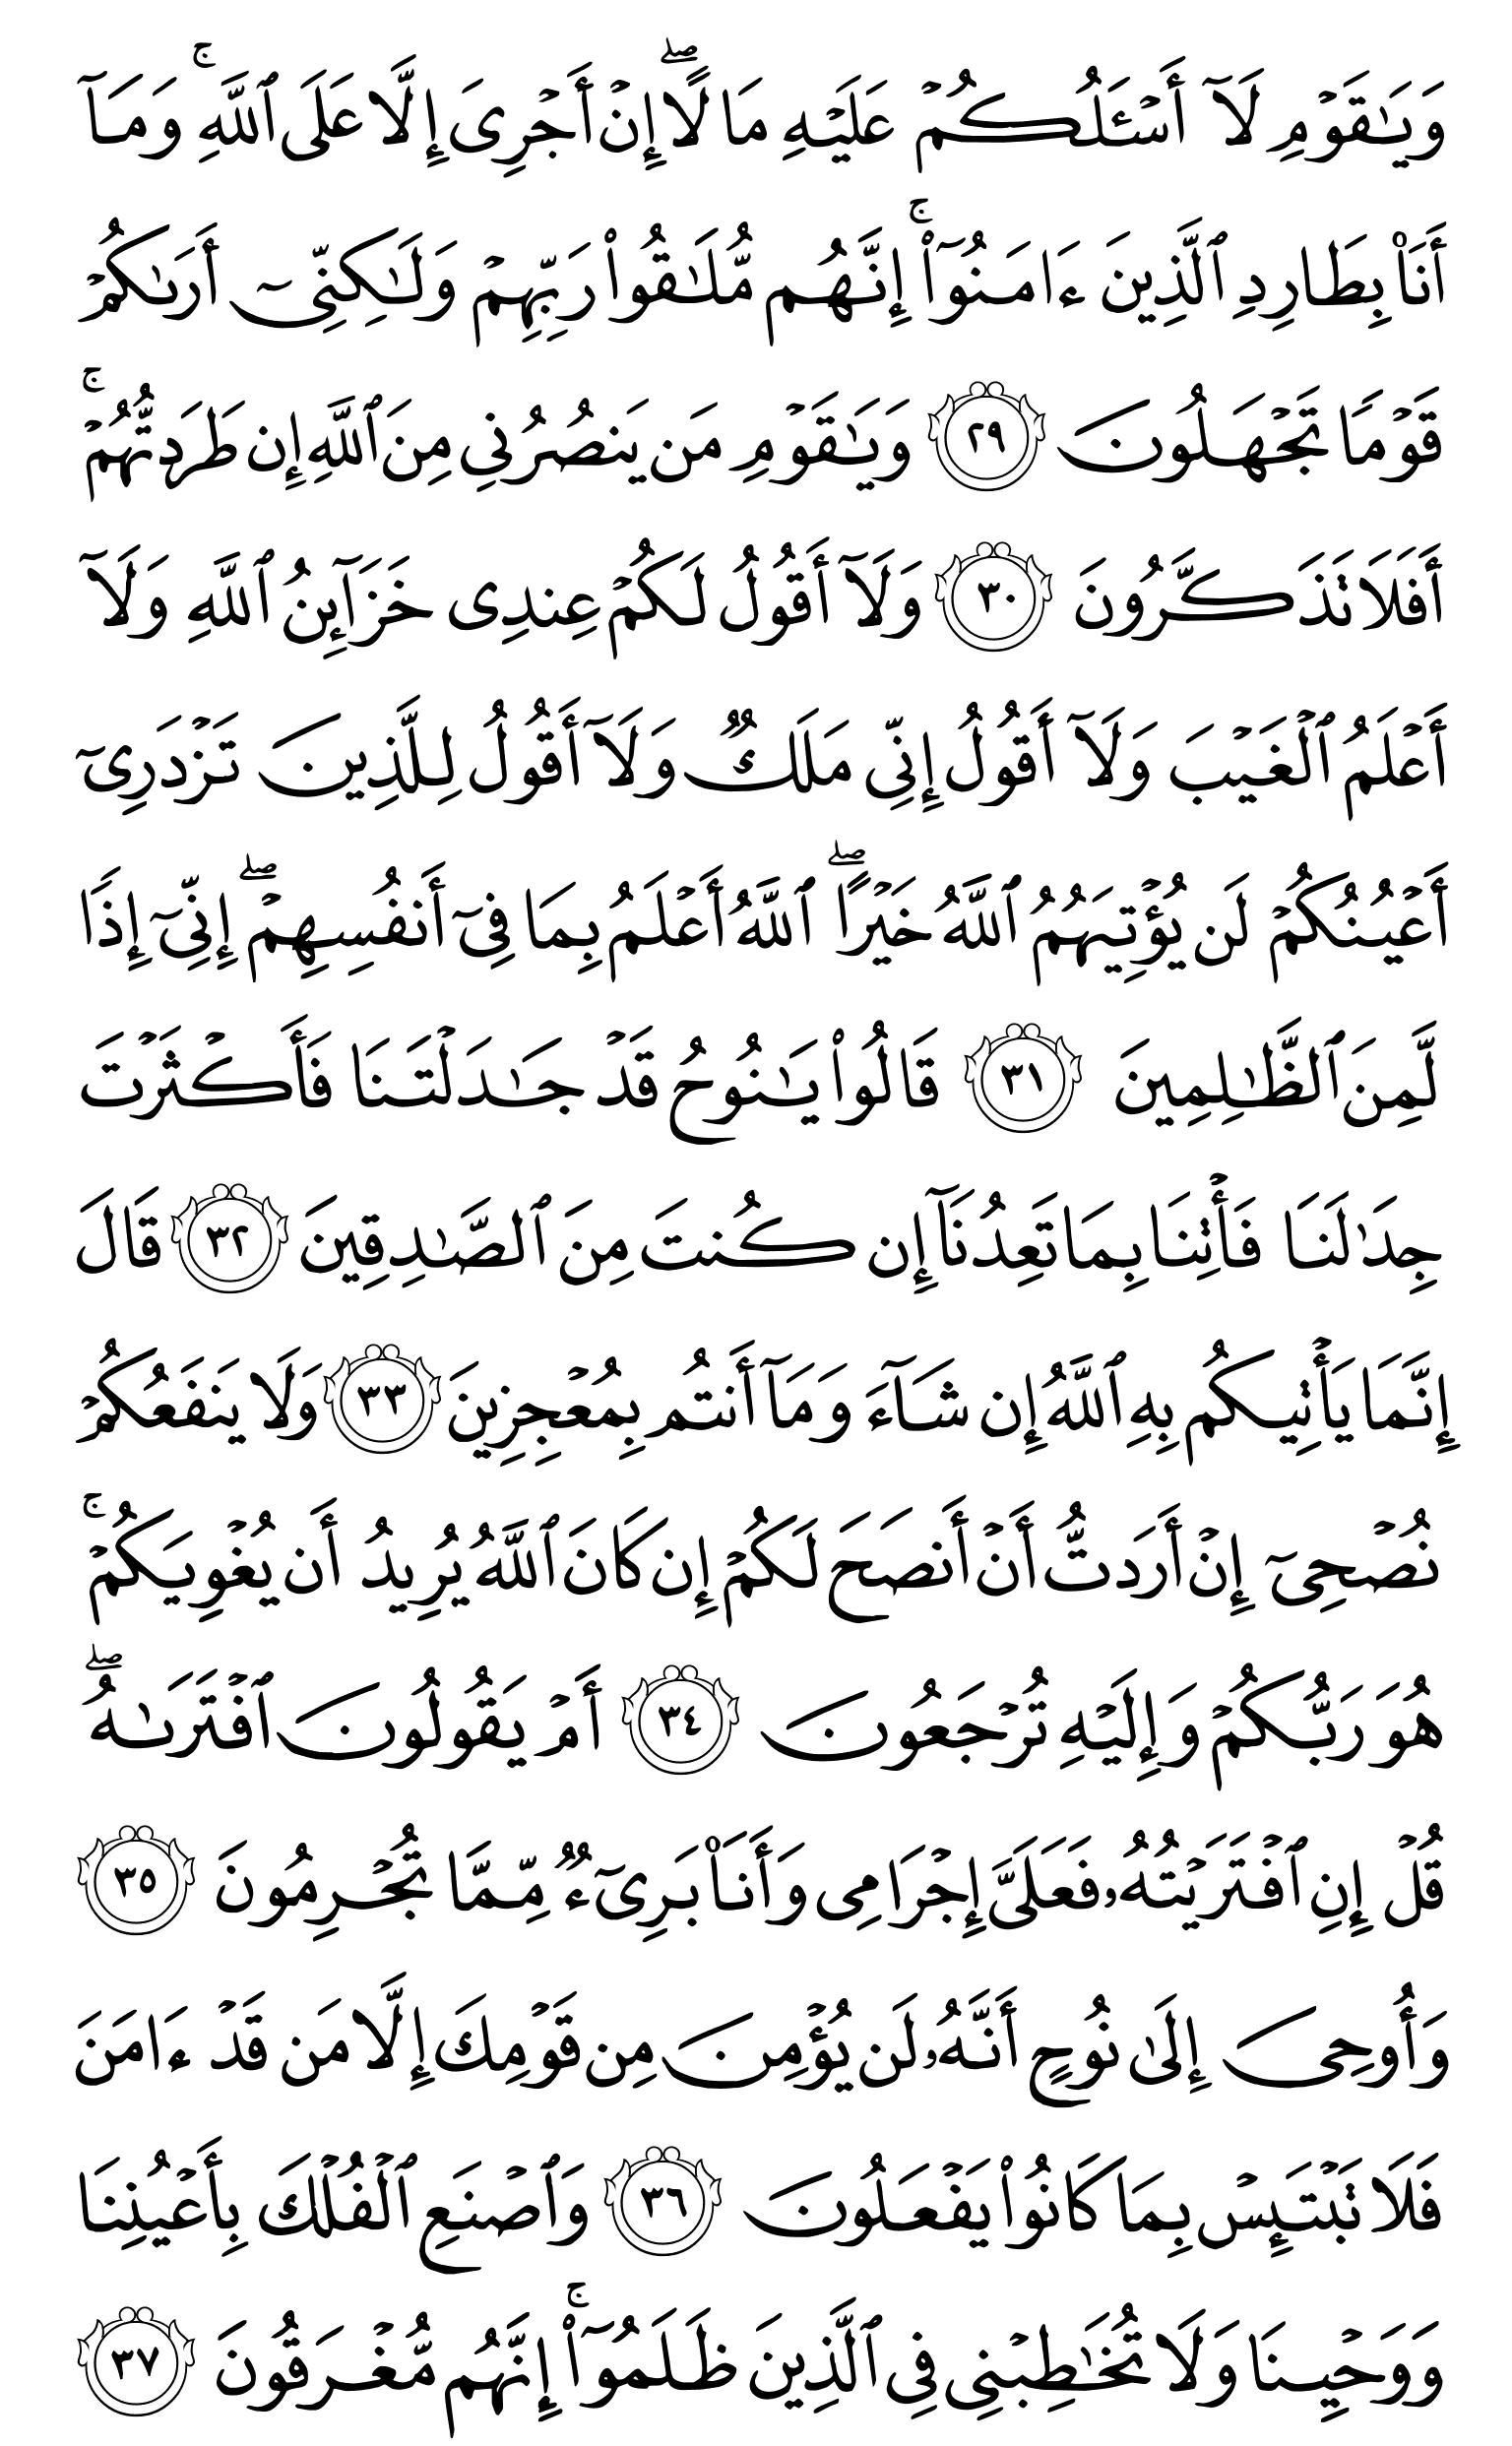 وَيَٰقَوْمِ لَآ أَسْـَٔلُكُمْ عَلَيْهِ مَالًا ۖ إِنْ أَجْرِىَ إِلَّا عَلَى ٱللَّهِ ۚ وَمَآ
أَنَا۠ بِطَارِدِ ٱلَّذِينَ ءَامَنُوٓا۟ ۚ إِنَّهُم مُّلَٰقُوا۟ رَبِّهِمْ وَلَٰكِنِّىٓ أَرَىٰكُمْ
قَوْمًا تَجْهَلُونَ ٢٩ وَيَٰقَوْمِ مَن يَنصُرُنِى مِنَ ٱللَّهِ إِن طَرَدتُّهُمْ ۚ
أَفَلَا تَذَكَّرُونَ ٣٠ وَلَآ أَقُولُ لَكُمْ عِندِى خَزَآئِنُ ٱللَّهِ وَلَآ
أَعْلَمُ ٱلْغَيْبَ وَلَآ أَقُولُ إِنِّى مَلَكٌ وَلَآ أَقُولُ لِلَّذِينَ تَزْدَرِىٓ
أَعْيُنُكُمْ لَن يُؤْتِيَهُمُ ٱللَّهُ خَيْرًا ۖ ٱللَّهُ أَعْلَمُ بِمَا فِىٓ أَنفُسِهِمْ ۖ إِنِّىٓ إِذًا
لَّمِنَ ٱلظَّٰلِمِينَ ٣١ قَالُوا۟ يَٰنُوحُ قَدْ جَٰدَلْتَنَا فَأَكْثَرْتَ
جِدَٰلَنَا فَأْتِنَا بِمَا تَعِدُنَآ إِن كُنتَ مِنَ ٱلصَّٰدِقِينَ ٣٢ قَالَ
إِنَّمَا يَأْتِيكُم بِهِ ٱللَّهُ إِن شَآءَ وَمَآ أَنتُم بِمُعْجِزِينَ ٣٣ وَلَا يَنفَعُكُمْ
نُصْحِىٓ إِنْ أَرَدتُّ أَنْ أَنصَحَ لَكُمْ إِن كَانَ ٱللَّهُ يُرِيدُ أَن يُغْوِيَكُمْ ۚ
هُوَ رَبُّكُمْ وَإِلَيْهِ تُرْجَعُونَ ٣٤ أَمْ يَقُولُونَ ٱفْتَرَىٰهُ ۖ
قُلْ إِنِ ٱفْتَرَيْتُهُۥ فَعَلَىَّ إِجْرَامِى وَأَنَا۠ بَرِىٓءٌ مِّمَّا تُجْرِمُونَ ٣٥
وَأُوحِىَ إِلَىٰ نُوحٍ أَنَّهُۥ لَن يُؤْمِنَ مِن قَوْمِكَ إِلَّا مَن قَدْ ءَامَنَ
فَلَا تَبْتَئِسْ بِمَا كَانُوا۟ يَفْعَلُونَ ٣٦ وَٱصْنَعِ ٱلْفُلْكَ بِأَعْيُنِنَا
وَوَحْيِنَا وَلَا تُخَٰطِبْنِى فِى ٱلَّذِينَ ظَلَمُوٓا۟ ۚ إِنَّهُم مُّغْرَقُونَ ٣٧